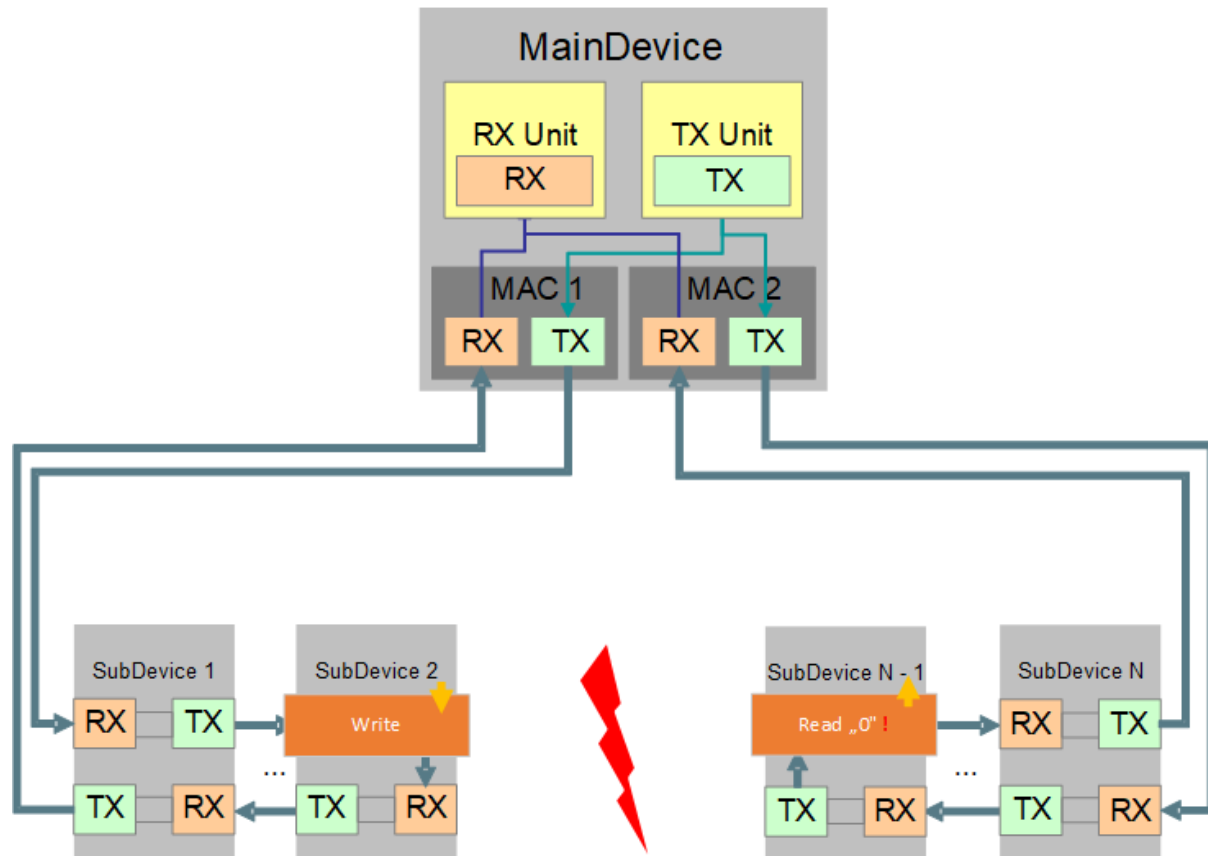 MainDevice
RX Unit
TX Unit
RX
TX
MAC 1
MAC 2
RX
TX
RX
TX
SubDevice 1
SubDevice 2
SubDevice N - 1
SubDevice N
RX
TX
Write
Read „0" !
RX
TX
...
...
TX
RX
TX
RX
TX
RX
TX
RX